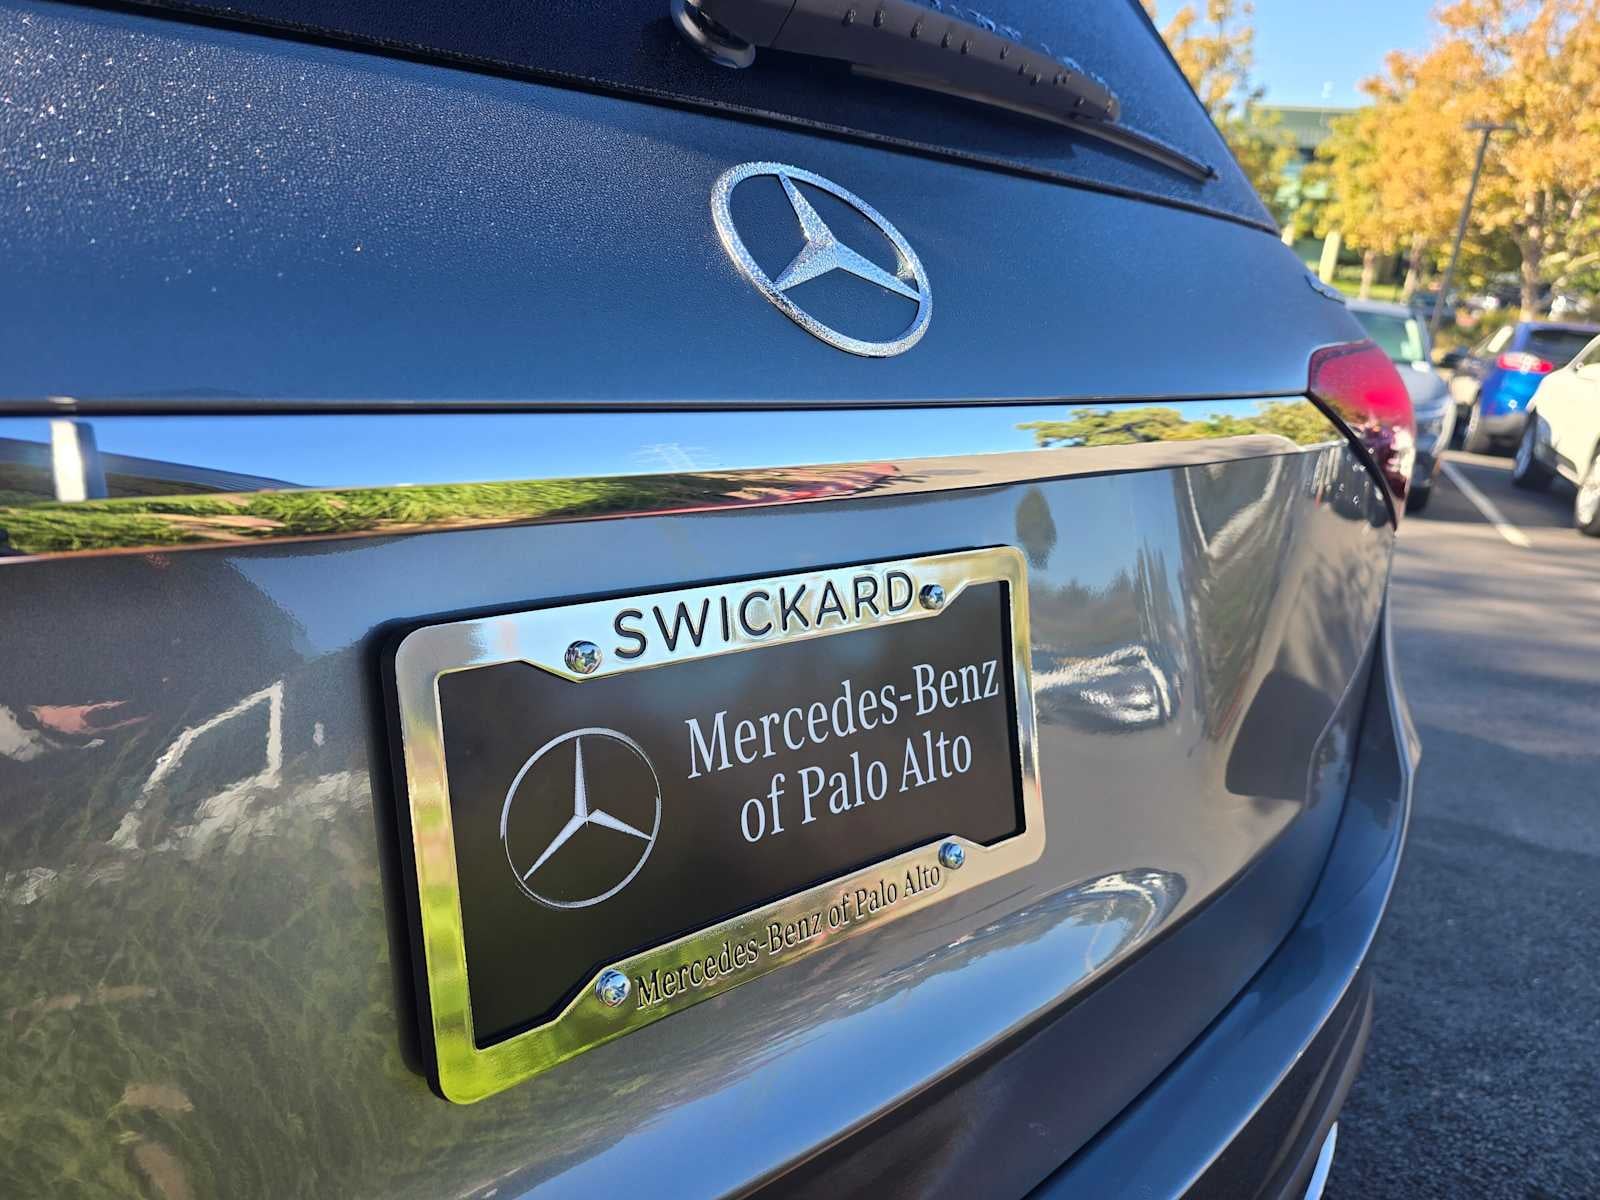 SWICKARD
Mercedes-Benz
of Palo Alto
Mercedes-Benz of Palo Alto